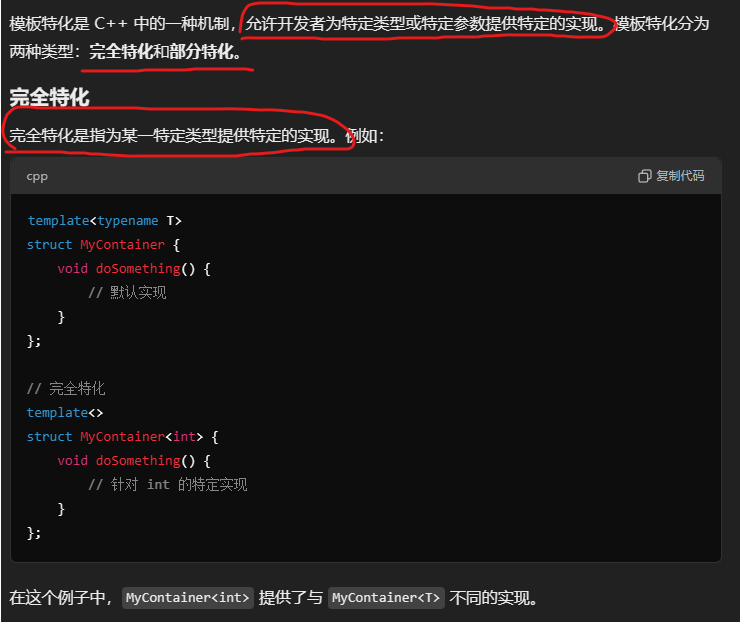 模板特化是 C++ 中的一种机制，允许开发者为特定类型或特定参数提供特定的实现。模板特化分为
两种类型：完全特化和部分特化。
完全特化
完全特化是指为某一特定类型提供特定的实现。例如：
cpp
复制代码
template<typename T>
struct MyContainer {
    void doSomething() {
        // 默认实现
    }
};
// 完全特化
template<>
struct MyContainer<int> {
    void doSomething() {
        // 针对 int 的特定实现
    }
};
在这个例子中，MyContainer<int> 提供了与 MyContainer<T> 不同的实现。